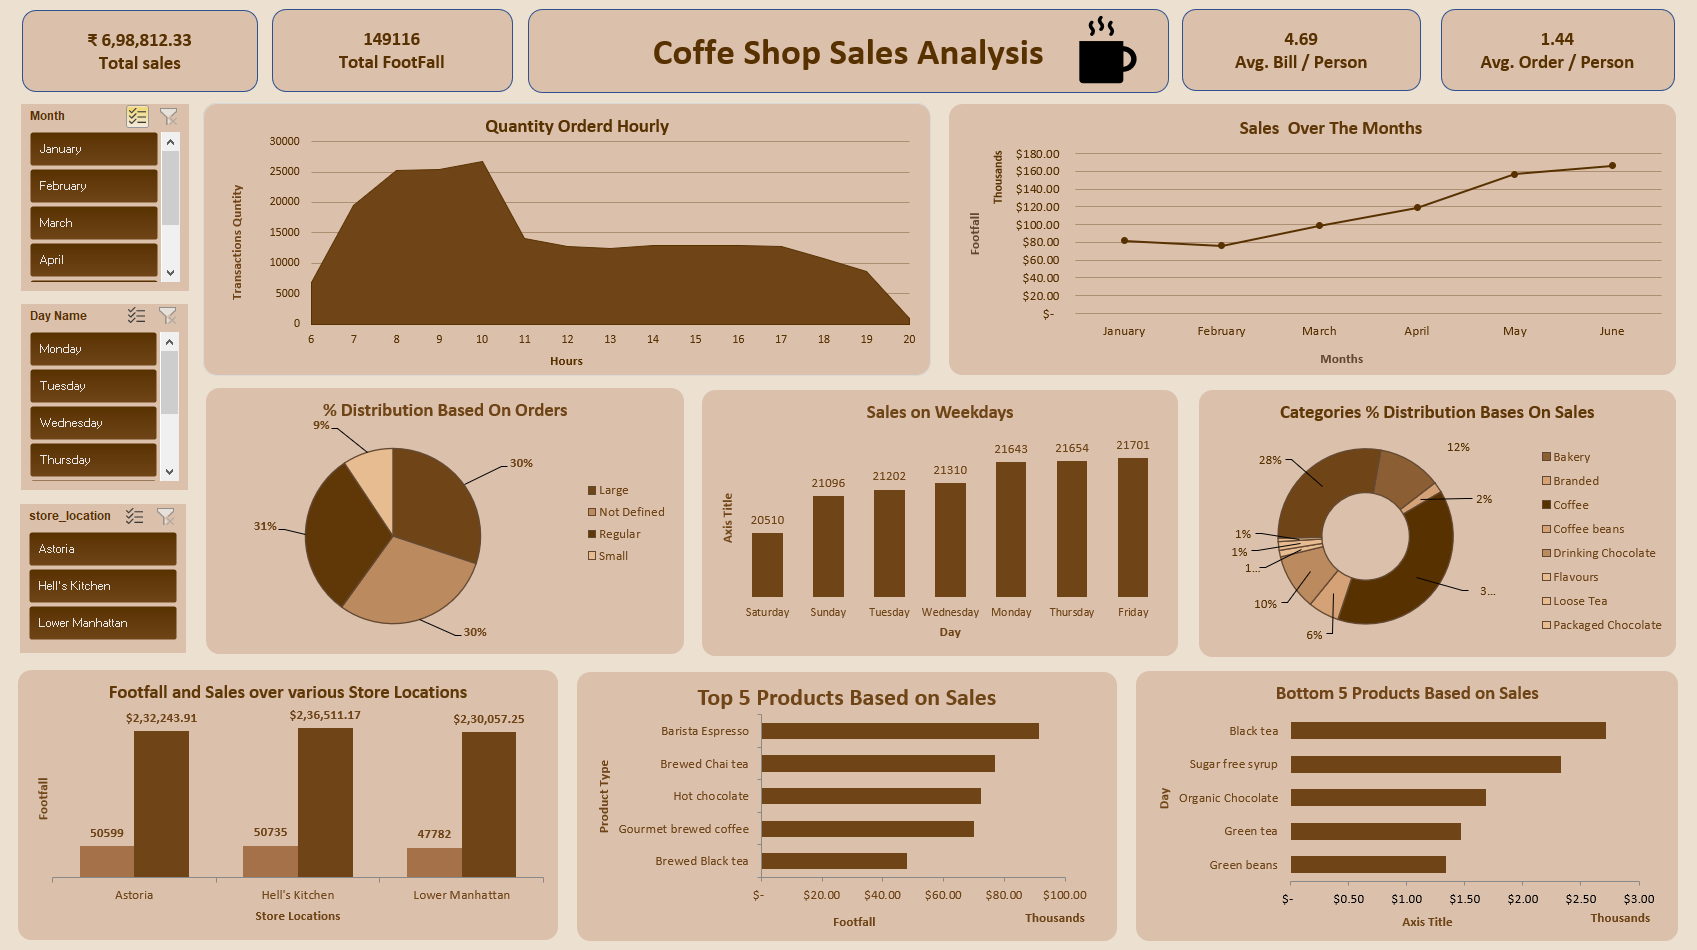 ₹ 6,98,812.33
Total sales
149116
Total FootFall
Coffe Shop Sales Analysis
4.69
Avg. Bill / Person
1.44
Avg. Order / Person
Month
January
February
March
April
Day Name
Monday
Tuesday
Wednesday
Thursday
store_location
Astoria
Hell's Kitchen
Lower Manhattan
Quantity Orderd Hourly
Transactions Quntity
30000
25000
20000
15000
10000
5000
0
6 7 8 9 10 11 12 13 14 15 16 17 18 19 20
Hours
Sales Over The Months
Footfall
Thousands
$180.00
$160.00
$140.00
$120.00
$100.00
$80.00
$60.00
$40.00
$20.00
$-
January February March April May June
Months
% Distribution Based On Orders
9%
30%
31%
30%
Large
Not Defined
Regular
Small
Sales on Weekdays
Axis Title
20510 21096 21202 21310 21643 21654 21701
Saturday Sunday Tuesday Wednesday Monday Thursday Friday
Day
Categories % Distribution Bases On Sales
12%
28%
2%
1%
1%
1...
3...
10%
6%
Bakery
Branded
Coffee
Coffee beans
Drinking Chocolate
Flavours
Loose Tea
Packaged Chocolate
Footfall and Sales over various Store Locations
Footfall
$2,32,243.91 $2,36,511.17 $2,30,057.25
50599 50735 47782
Astoria Hell's Kitchen Lower Manhattan
Store Locations
Top 5 Products Based on Sales
Product Type
Barista Espresso
Brewed Chai tea
Hot chocolate
Gourmet brewed coffee
Brewed Black tea
$- $20.00 $40.00 $60.00 $80.00 $100.00
Footfall
Thousands
Bottom 5 Products Based on Sales
Day
Black tea
Sugar free syrup
Organic Chocolate
Green tea
Green beans
$- $0.50 $1.00 $1.50 $2.00 $2.50 $3.00
Axis Title
Thousands